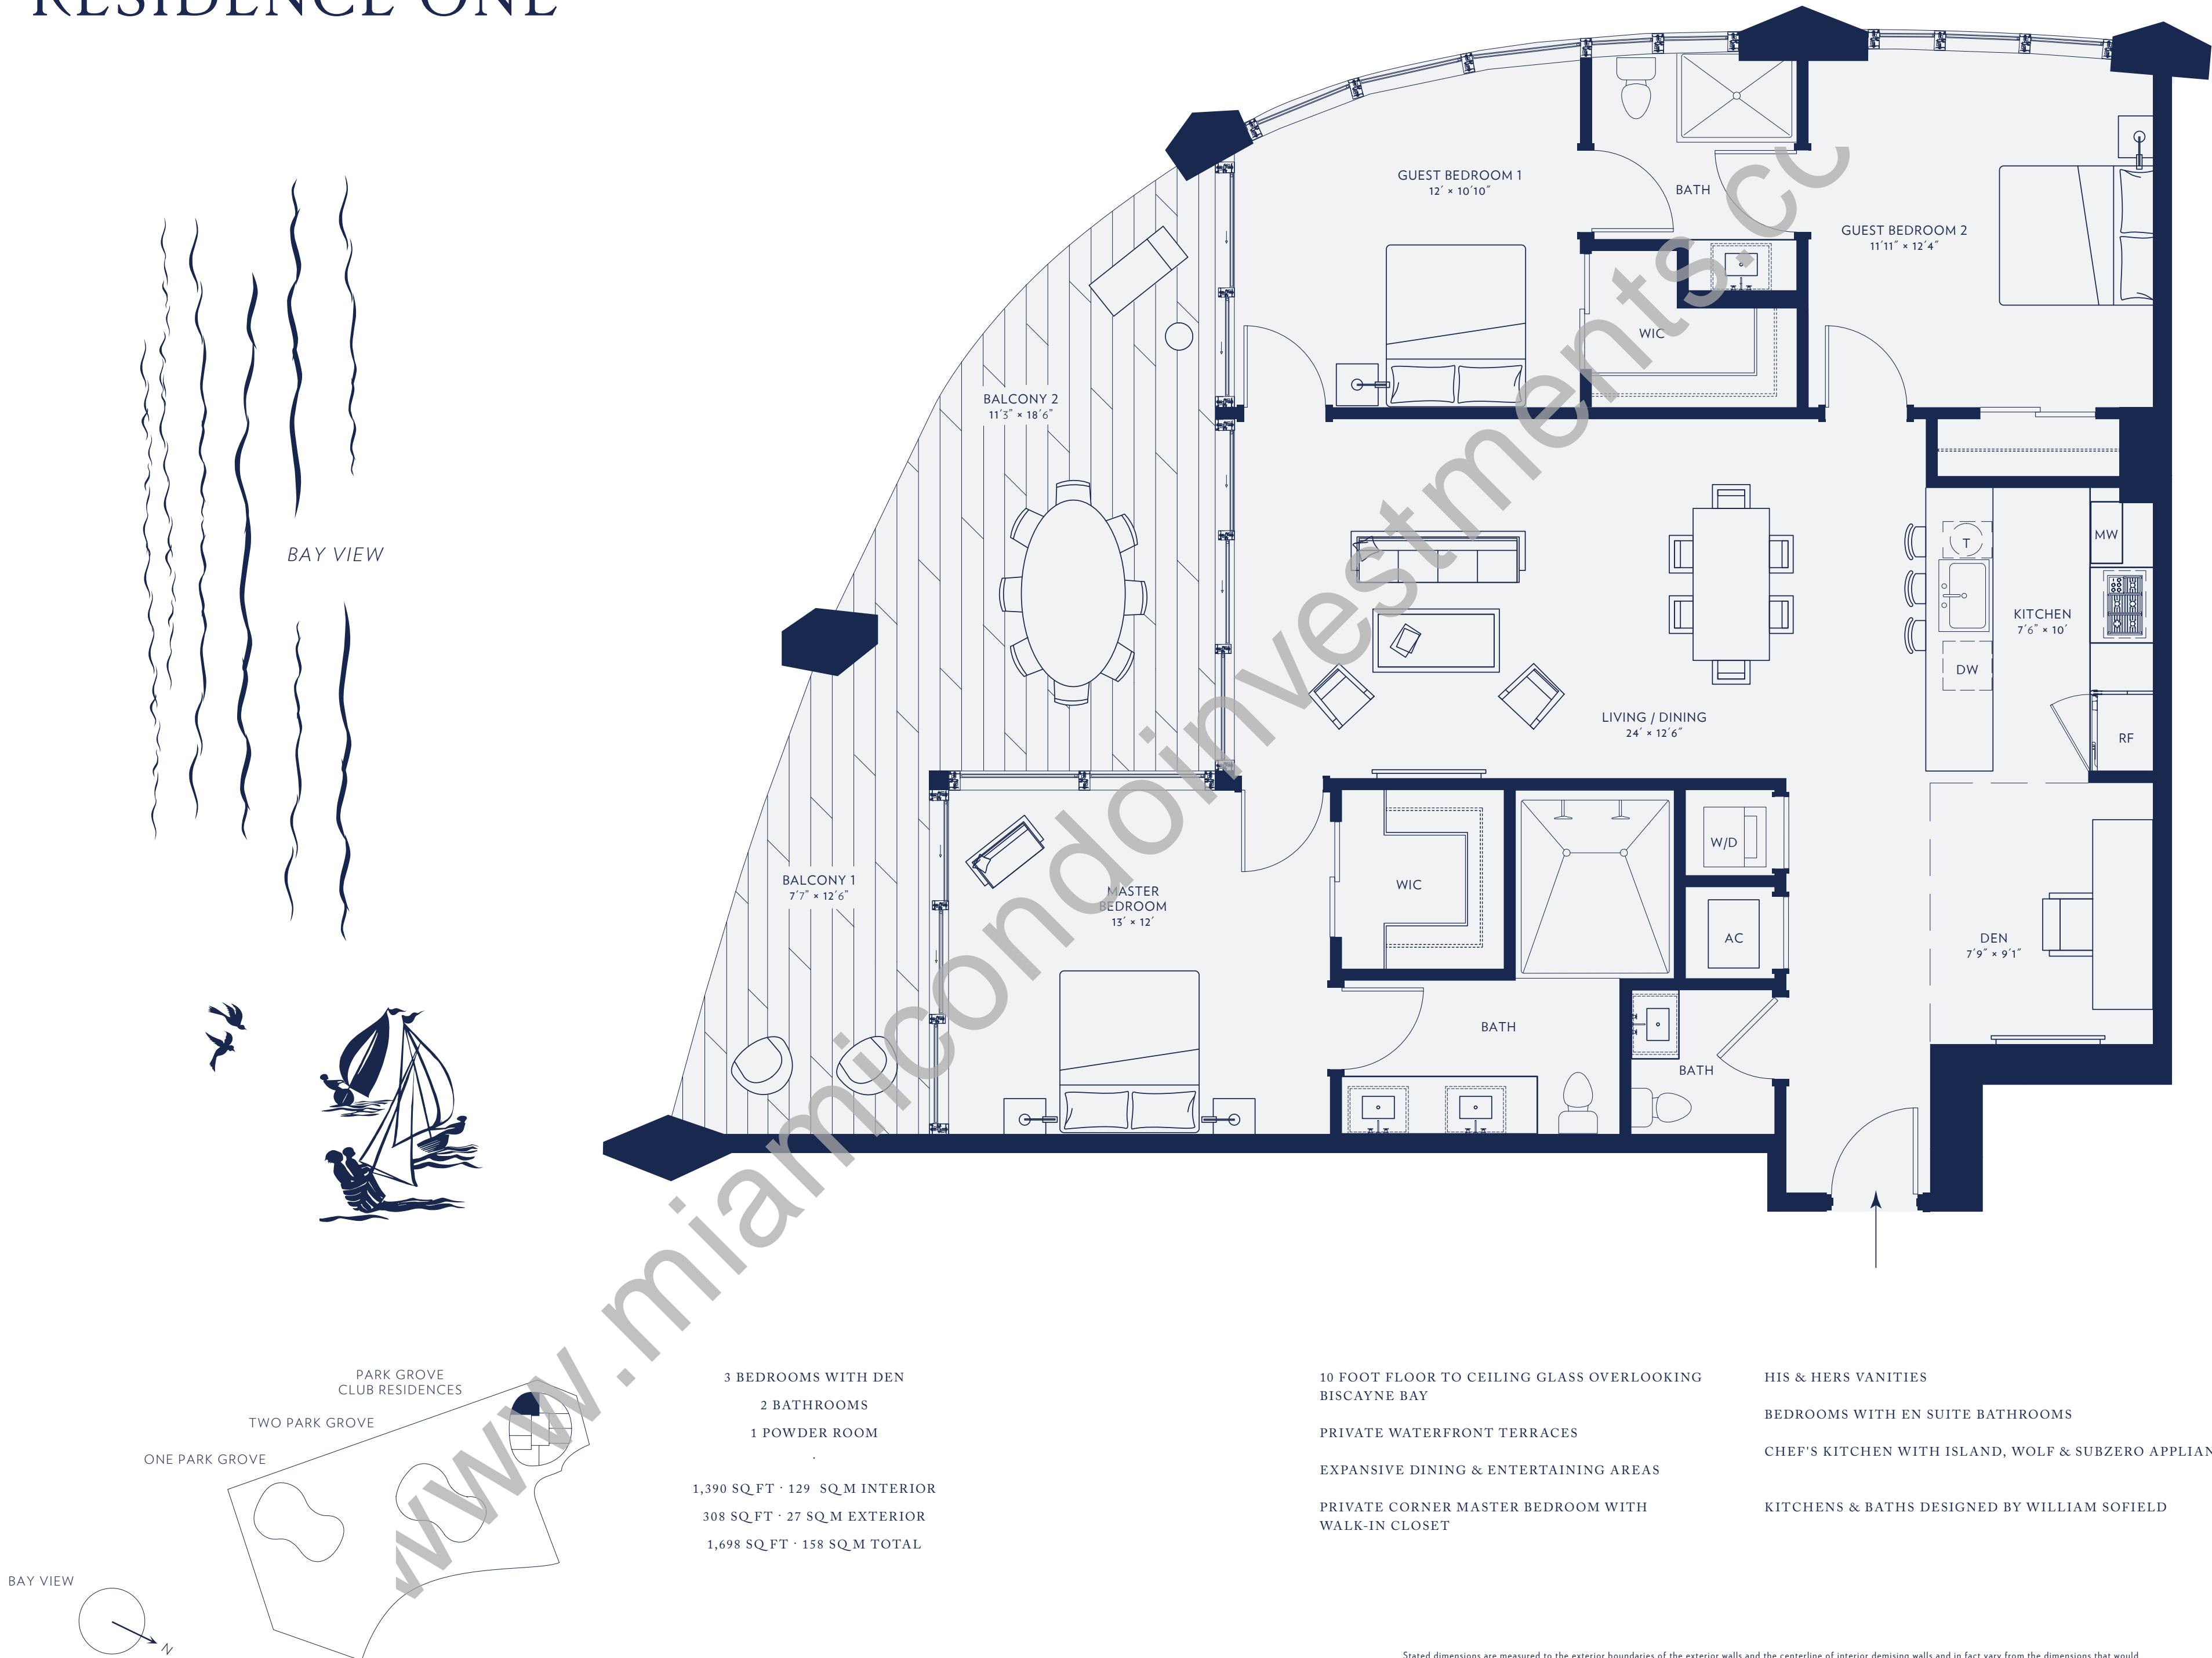 RESIDENCE ONE
GUEST BEDROOM 1
12' × 10'10"
BATH
GUEST BEDROOM 2
11'11" × 12'4"
WIC
BALCONY 2
11'3" × 18'6"
BAY VIEW
T
MW
KITCHEN
7'6" × 10'
DW
LIVING / DINING
24' × 12'6"
RF
W/D
BALCONY 1
7'7" × 12'6"
MASTER
BEDROOM
13' × 12'
WIC
AC
DEN
7'9" × 9'1"
BATH
BATH
www.miamicondoinvestments.cc
PARK GROVE
CLUB RESIDENCES
TWO PARK GROVE
ONE PARK GROVE
BAY VIEW
N
3 BEDROOMS WITH DEN
2 BATHROOMS
1 POWDER ROOM
·
1,390 SQ FT · 129 SQ M INTERIOR
308 SQ FT · 27 SQ M EXTERIOR
1,698 SQ FT · 158 SQ M TOTAL
10 FOOT FLOOR TO CEILING GLASS OVERLOOKING
BISCAYNE BAY
PRIVATE WATERFRONT TERRACES
EXPANSIVE DINING & ENTERTAINING AREAS
PRIVATE CORNER MASTER BEDROOM WITH
WALK-IN CLOSET
HIS & HERS VANITIES
BEDROOMS WITH EN SUITE BATHROOMS
CHEF'S KITCHEN WITH ISLAND, WOLF & SUBZERO APPLIAN
KITCHENS & BATHS DESIGNED BY WILLIAM SOFIELD
Stated dimensions are measured to the exterior boundaries of the exterior walls and the centerline of interior demising walls and in fact vary from the dimensions that would